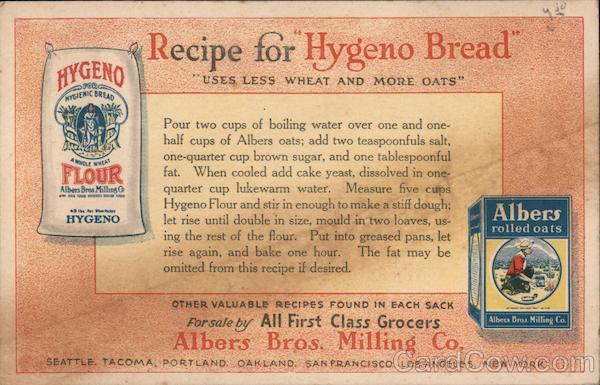 Recipe for "Hygeno Bread"
"USES LESS WHEAT AND MORE OATS"
HYGENO
FOR
HYGIENIC BREAD
A WHOLE WHEAT
FLOUR
Albers Bros. Milling Co
HYGENO
Pour two cups of boiling water over one and one-
half cups of Albers oats; add two teaspoonfuls salt,
one-quarter cup brown sugar, and one tablespoonful
fat. When cooled add cake yeast, dissolved in one-
quarter cup lukewarm water. Measure five cups
Hygeno Flour and stir in enough to make a stiff dough;
let rise until double in size, mould in two loaves, us-
ing the rest of the flour. Put into greased pans, let
rise again, and bake one hour. The fat may be
omitted from this recipe if desired.
Albers
rolled oats
Albers Bros. Milling Co.
OTHER VALUABLE RECIPES FOUND IN EACH SACK
For sale by All First Class Grocers
Albers Bros. Milling Co.
SEATTLE, TACOMA, PORTLAND, OAKLAND, SAN FRANCISCO, LOS ANGELES, NEW YORK
CardCow.com